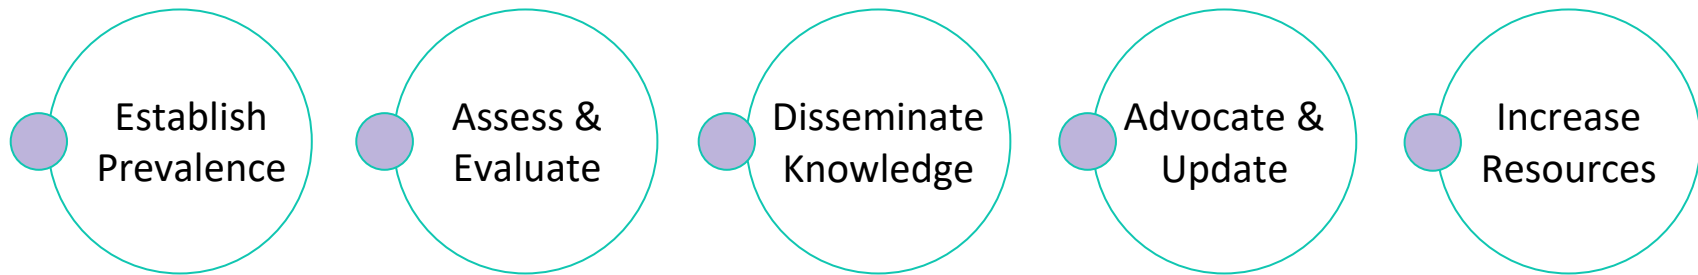 Establish
Prevalence
Assess &
Evaluate
Disseminate
Knowledge
Advocate &
Update
Increase
Resources